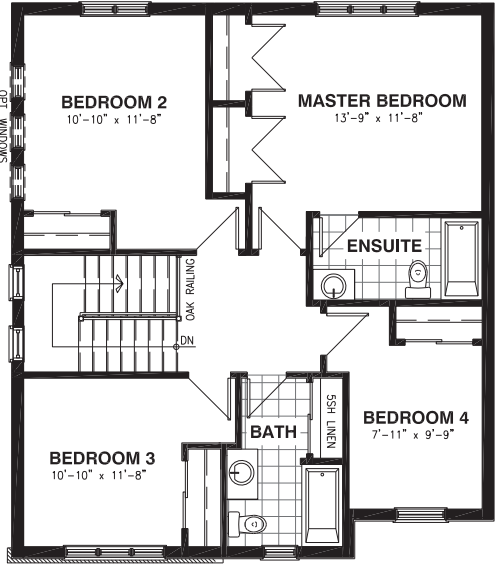 BEDROOM 2
10'-10" x 11'-8"
MASTER BEDROOM
13'-9" x 11'-8"
OPT. WINDOWS
ENSUITE
OAK RAILING
DN
BEDROOM 4
7'-11" x 9'-9"
5SH LINEN
BATH
BEDROOM 3
10'-10" x 11'-8"